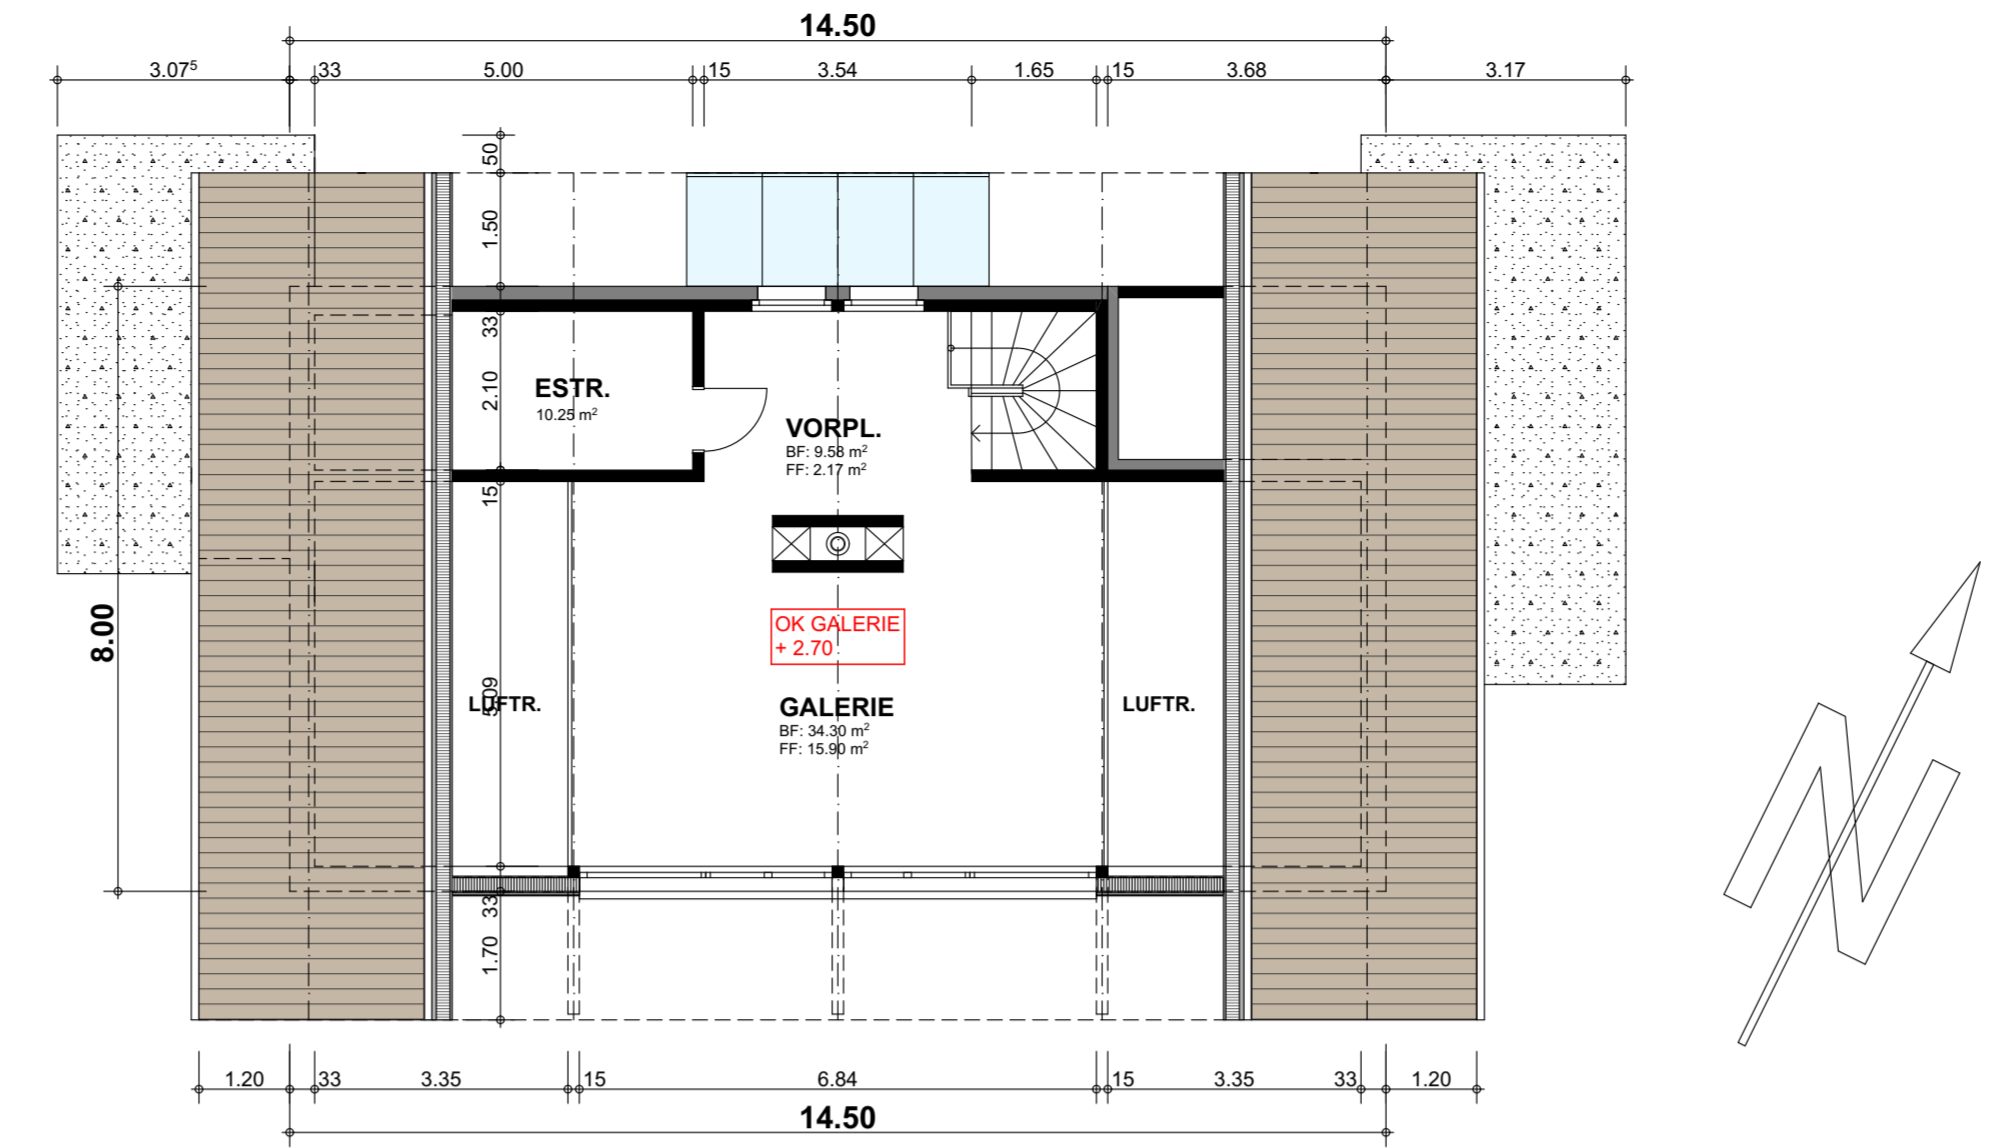 14.50
3.07⁵ 33 5.00 15 3.54 1.65 15 3.68 3.17
50
1.50
33
2.10
15
5.09
33
1.70
8.00
ESTR.
10.25 m²
VORPL.
BF: 9.58 m²
FF: 2.17 m²
OK GALERIE
+ 2.70
LUFTR.
GALERIE
BF: 34.30 m²
FF: 15.90 m²
LUFTR.
N
1.20 33 3.35 15 6.84 15 3.35 33 1.20
14.50